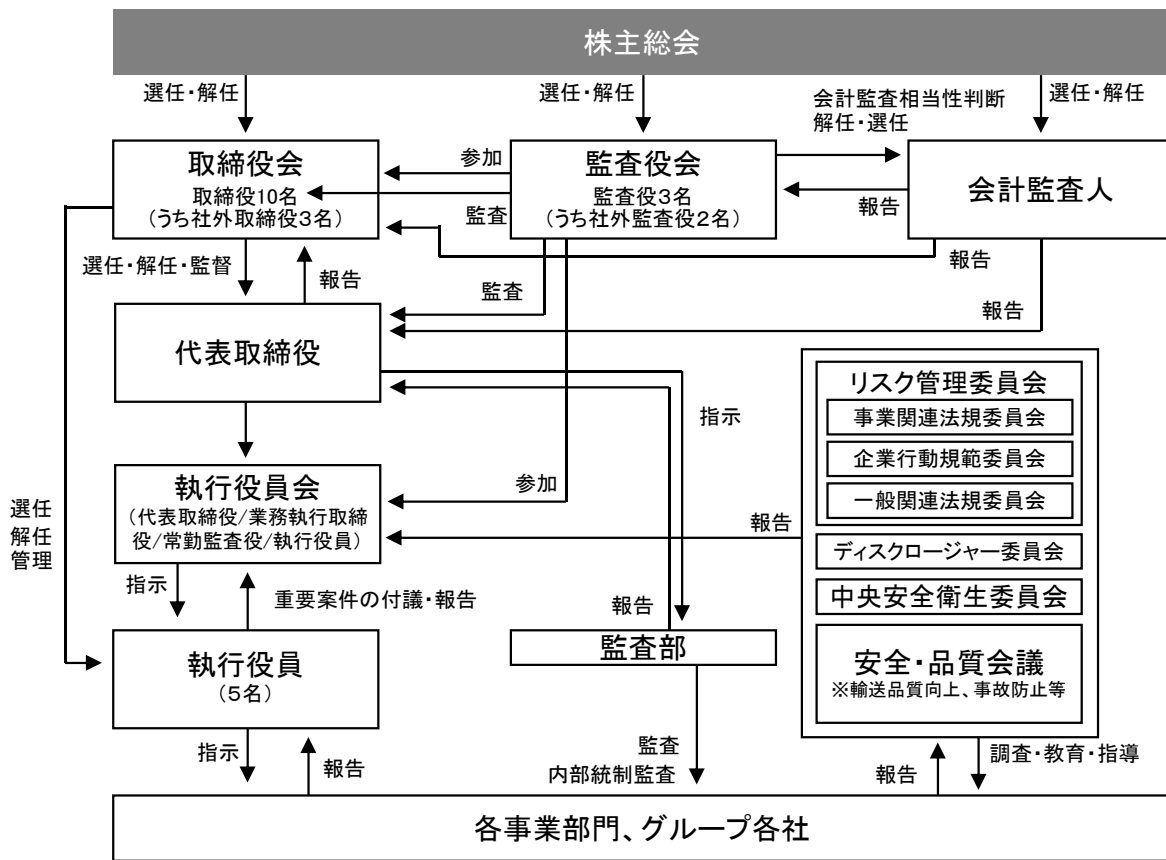 株主総会
選任・解任
選任・解任
会計監査相当性判断
解任・選任
選任・解任
取締役会
取締役10名
(うち社外取締役3名)
参加
監査
監査役会
監査役3名
(うち社外監査役2名)
報告
会計監査人
選任・解任・監督
報告
監査
報告
報告
代表取締役
指示
リスク管理委員会
事業関連法規委員会
企業行動規範委員会
一般関連法規委員会
ディスクロージャー委員会
中央安全衛生委員会
安全・品質会議
※輸送品質向上、事故防止等
執行役員会
(代表取締役/業務執行取締
役/常勤監査役/執行役員)
参加
報告
選任
解任
管理
指示
重要案件の付議・報告
報告
監査部
執行役員
(5名)
指示
報告
監査
内部統制監査
報告
調査・教育・指導
各事業部門、グループ各社